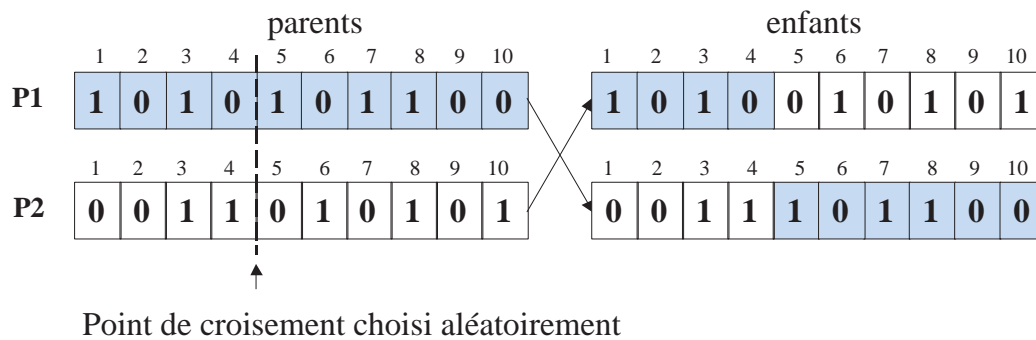 parents enfants
1 2 3 4 5 6 7 8 9 10 1 2 3 4 5 6 7 8 9 10
P1 1 0 1 0 1 0 1 1 0 0 1 0 1 0 0 1 0 1 0 1
1 2 3 4 5 6 7 8 9 10 1 2 3 4 5 6 7 8 9 10
P2 0 0 1 1 0 1 0 1 0 1 0 0 1 1 1 0 1 1 0 0
Point de croisement choisi aléatoirement